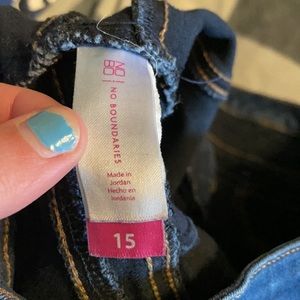 NO
BO
NO BOUNDARIES
Made in
Jordan
Hecho en
Jordania
15